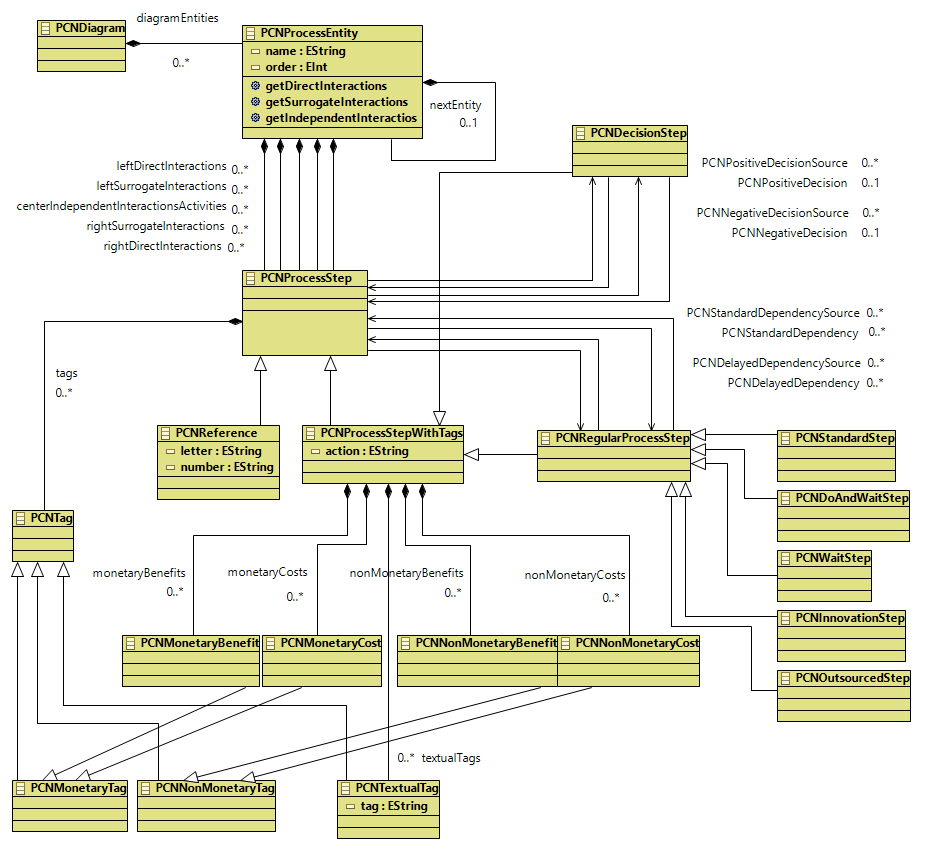 diagramEntities
PCNDiagram
0..*
PCNProcessEntity
name : EString
order : EInt
getDirectInteractions
getSurrogateInteractions
getIndependentInteractios
nextEntity
0..1
PCNDecisionStep
leftDirectInteractions 0..*
leftSurrogateInteractions 0..*
centerIndependentInteractionsActivities 0..*
rightSurrogateInteractions 0..*
rightDirectInteractions 0..*
PCNPositiveDecisionSource 0..*
PCNPositiveDecision 0..1
PCNNegativeDecisionSource 0..*
PCNNegativeDecision 0..1
PCNProcessStep
PCNStandardDependencySource 0..*
PCNStandardDependency 0..*
PCNDelayedDependencySource 0..*
PCNDelayedDependency 0..*
tags
0..*
PCNReference
letter : EString
number : EString
PCNProcessStepWithTags
action : EString
PCNRegularProcessStep
PCNStandardStep
PCNDoAndWaitStep
PCNWaitStep
PCNInnovationStep
PCNOutsourcedStep
PCNTag
monetaryBenefits
0..*
monetaryCosts
0..*
nonMonetaryBenefits
0..*
nonMonetaryCosts
0..*
PCNMonetaryBenefit
PCNMonetaryCost
PCNNonMonetaryBenefit
PCNNonMonetaryCost
0..* textualTags
PCNMonetaryTag
PCNNonMonetaryTag
PCNTextualTag
tag : EString